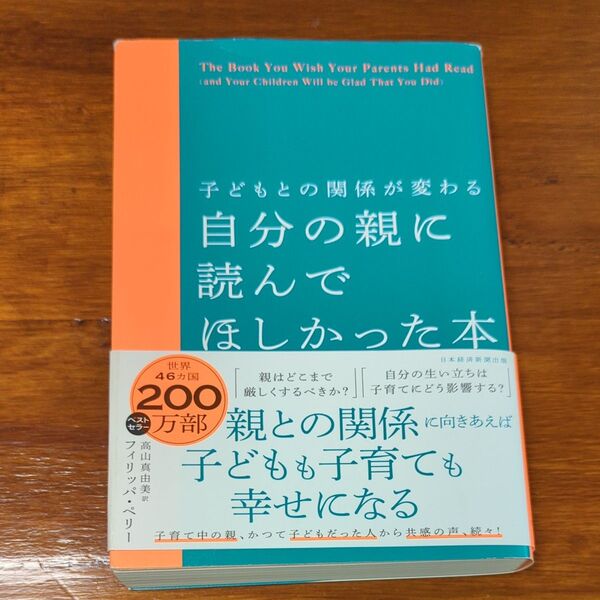 The Book You Wish Your Parents Had Read
(and Your Children Will be Glad That You Did)
子どもとの関係が変わる
自分の親に
読んで
ほしかった本
日本経済新聞出版
世界
46カ国
200
万部
ベスト
セラー
「親はどこまで
厳しくするべきか?」
「自分の生い立ちは
子育てにどう影響する?」
親との関係に向きあえば
子どもも子育ても
幸せになる
高山真由美 訳
フィリッパ・ペリー
子育て中の親、かつて子どもだった人から共感の声、続々!